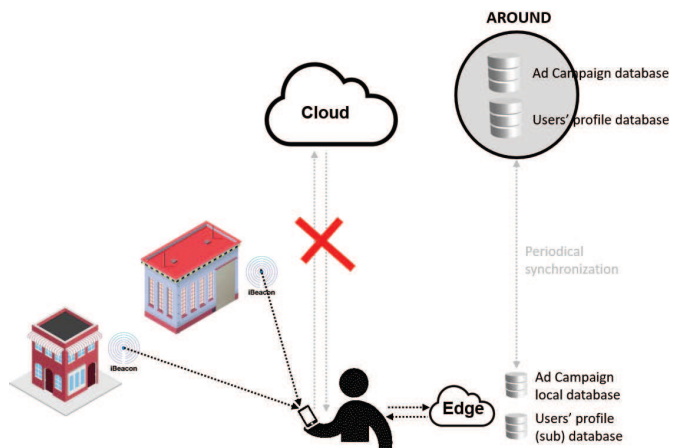 AROUND
Ad Campaign database
Users' profile database
Cloud
Periodical
synchronization
iBeacon
iBeacon
Ad Campaign
local database
Edge
Users' profile
(sub) database